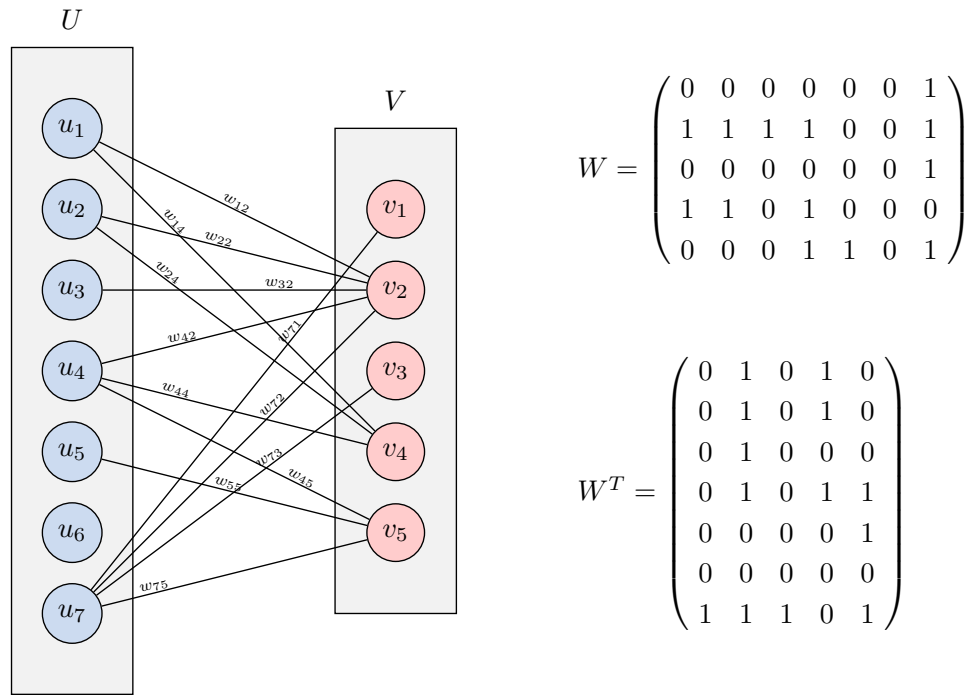 U
V
u₁
u₂
u₃
u₄
u₅
u₆
u₇
v₁
v₂
v₃
v₄
v₅
w₁₂
w₁₄
w₂₂
w₂₄
w₃₂
w₄₂
w₄₄
w₄₅
w₅₅
w₇₁
w₇₂
w₇₃
w₇₅
W =
0 0 0 0 0 0 1
1 1 1 1 0 0 1
0 0 0 0 0 0 1
1 1 0 1 0 0 0
0 0 0 1 1 0 1
Wᵀ =
0 1 0 1 0
0 1 0 1 0
0 1 0 0 0
0 1 0 1 1
0 0 0 0 1
0 0 0 0 0
1 1 1 0 1